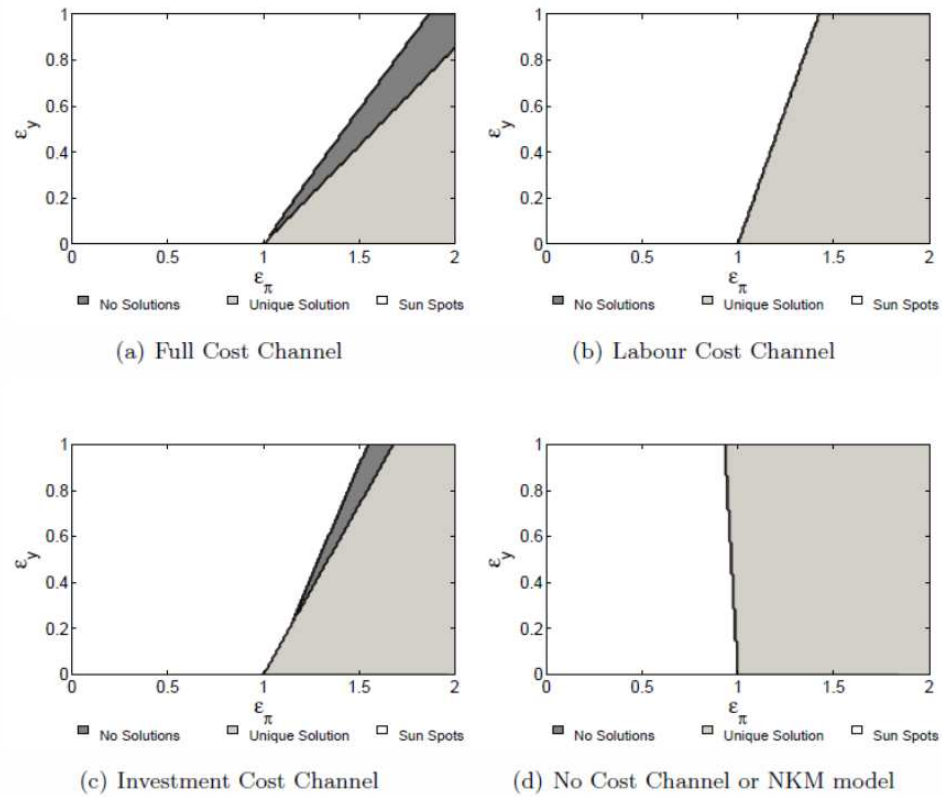 1
0.8
0.6
0.4
0.2
0
ε_y
0 0.5 1 1.5 2
ε_π
No Solutions Unique Solution Sun Spots
(a) Full Cost Channel
1
0.8
0.6
0.4
0.2
0
ε_y
0 0.5 1 1.5 2
ε_π
No Solutions Unique Solution Sun Spots
(b) Labour Cost Channel
1
0.8
0.6
0.4
0.2
0
ε_y
0 0.5 1 1.5 2
ε_π
No Solutions Unique Solution Sun Spots
(c) Investment Cost Channel
1
0.8
0.6
0.4
0.2
0
ε_y
0 0.5 1 1.5 2
ε_π
No Solutions Unique Solution Sun Spots
(d) No Cost Channel or NKM model